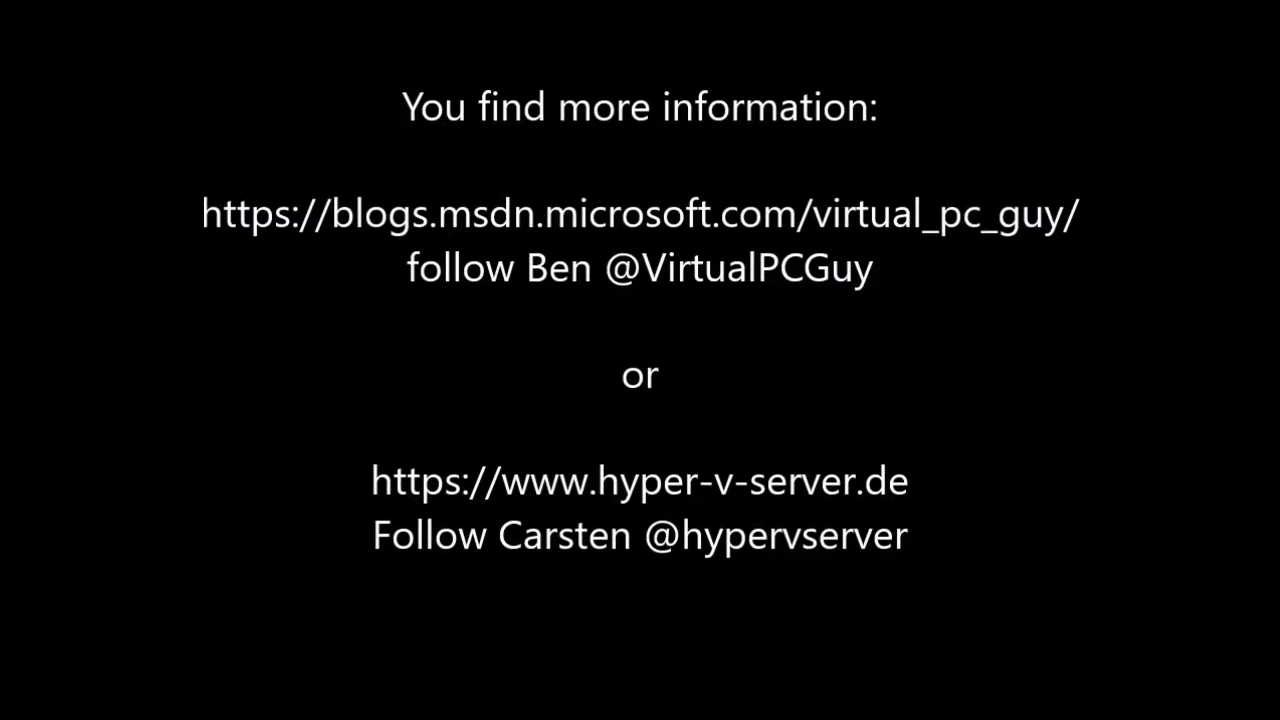 You find more information:
https://blogs.msdn.microsoft.com/virtual_pc_guy/
follow Ben @VirtualPCGuy
or
https://www.hyper-v-server.de
Follow Carsten @hypervserver